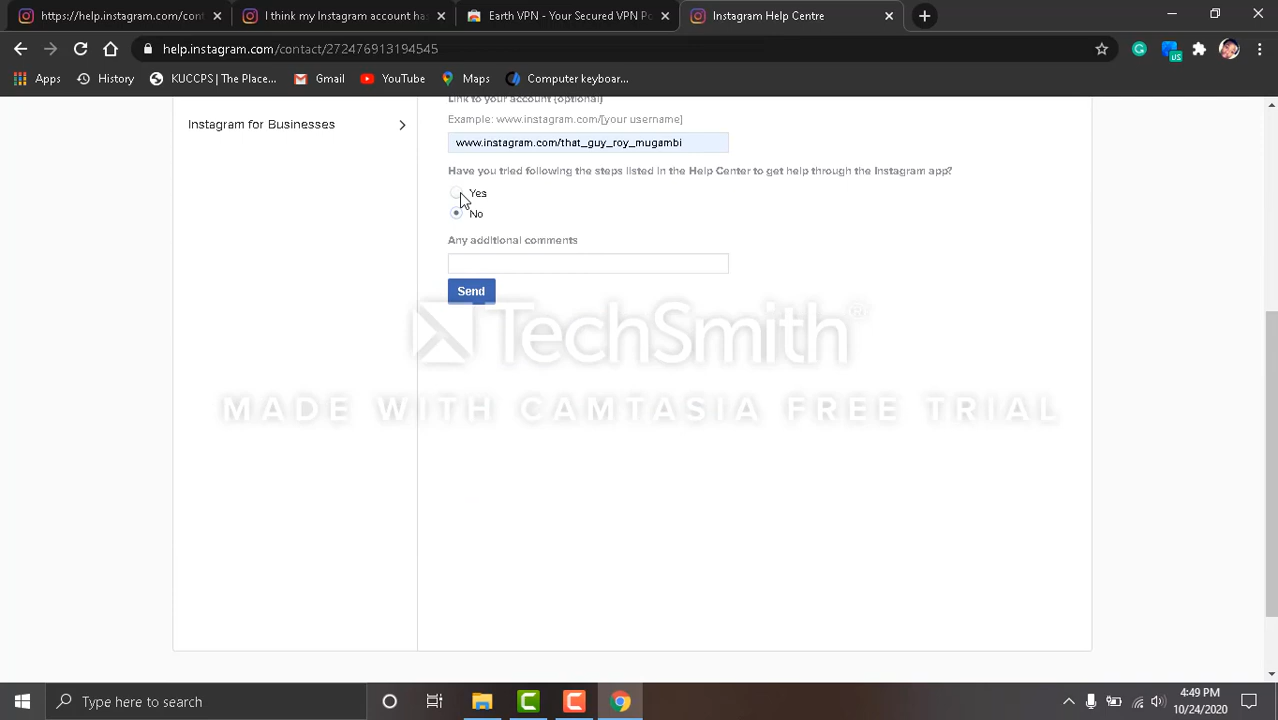 https://help.instagram.com/cont
I think my Instagram account ha
Earth VPN - Your Secured VPN Po
Instagram Help Centre
help.instagram.com/contact/272476913194545
US
Apps
History
KUCCPS | The Place...
Gmail
YouTube
Maps
Computer keyboar...
Link to your account (optional)
Instagram for Businesses
Example: www.instagram.com/[your username]
www.instagram.com/that_guy_roy_mugambi
Have you tried following the steps listed in the Help Center to get help through the Instagram app?
Yes
No
Any additional comments
Send
TechSmith®
MADE WITH CAMTASIA FREE TRIAL
Type here to search
4:49 PM
10/24/2020